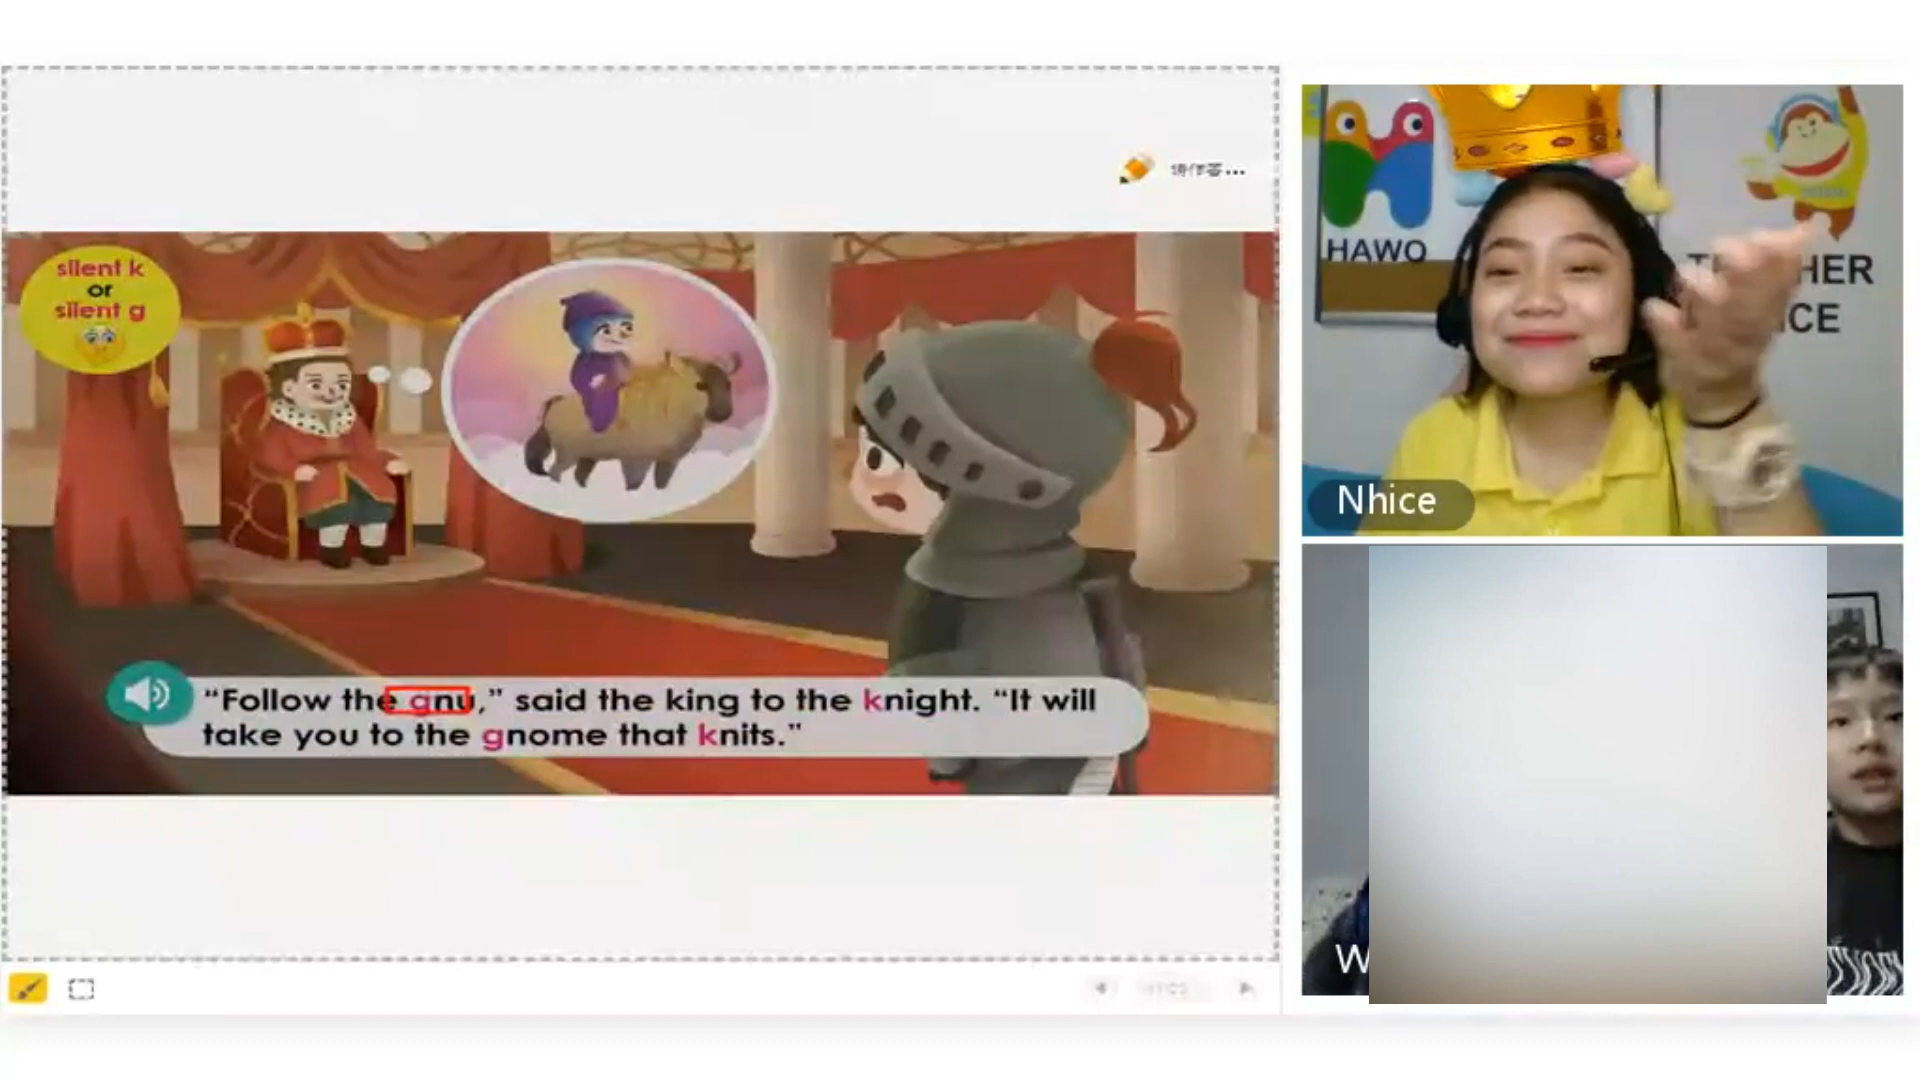 silent k
or
silent g
“Follow the gnu,” said the king to the knight. “It will
take you to the gnome that knits.”
HAWO
Nhice